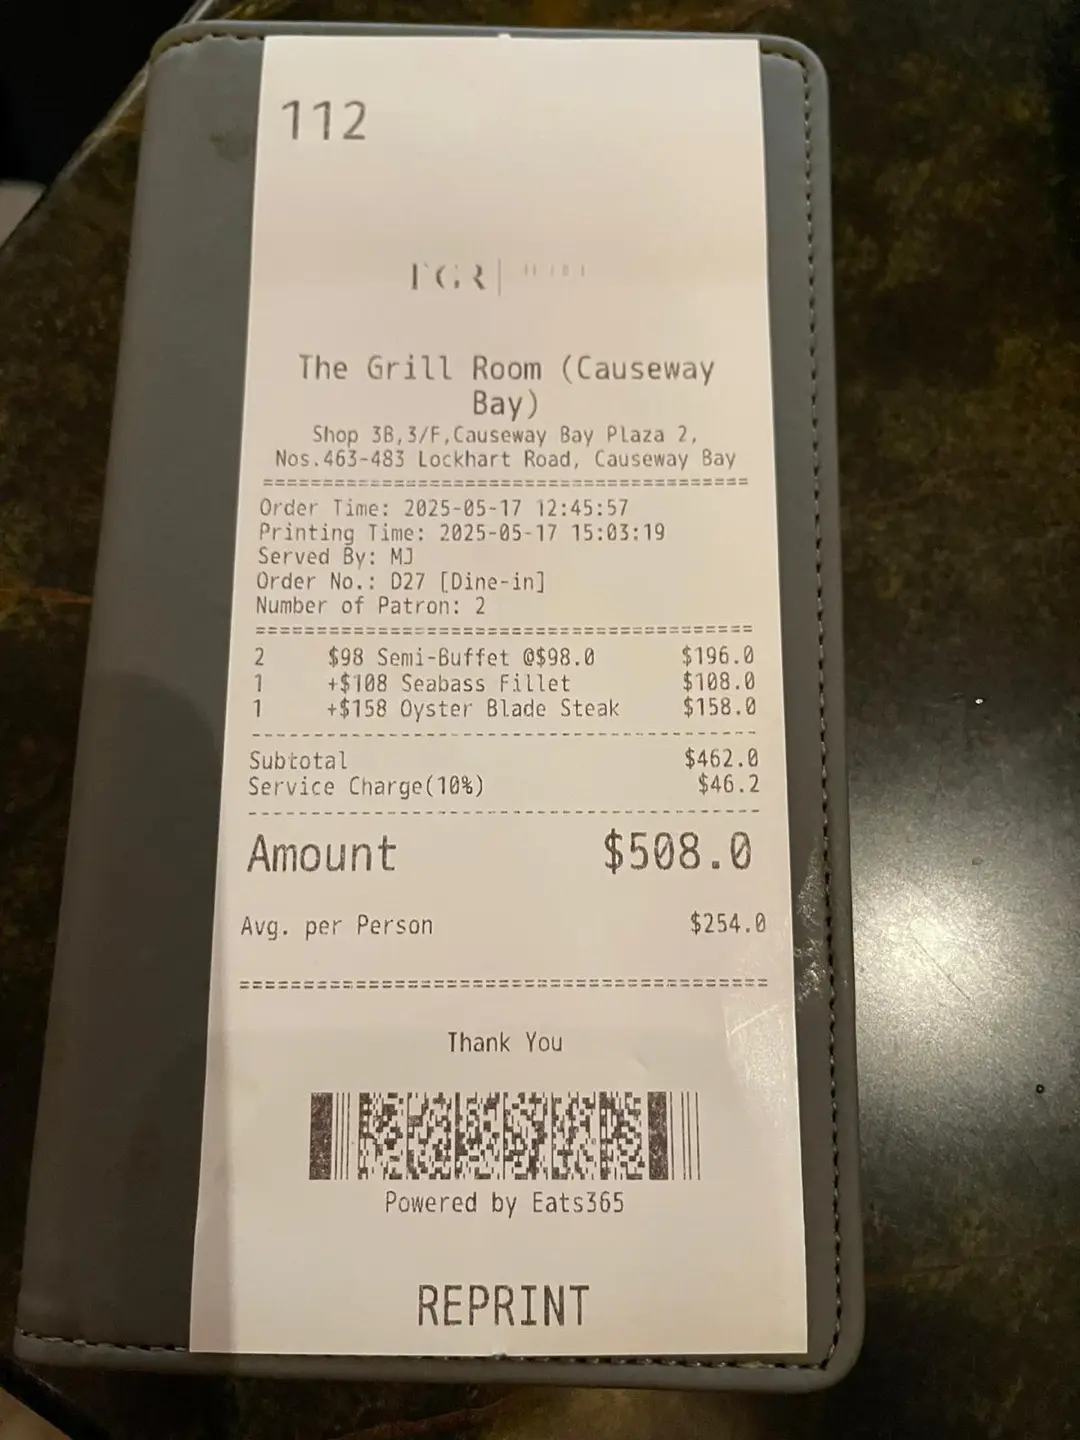 112
The Grill Room (Causeway
Bay)
Shop 3B,3/F,Causeway Bay Plaza 2,
Nos.463-483 Lockhart Road, Causeway Bay
=========================================
Order Time: 2025-05-17 12:45:57
Printing Time: 2025-05-17 15:03:19
Served By: MJ
Order No.: D27 [Dine-in]
Number of Patron: 2
=========================================
2 $98 Semi-Buffet @$98.0 $196.0
1 +$108 Seabass Fillet $108.0
1 +$158 Oyster Blade Steak $158.0
-----------------------------------------
Subtotal $462.0
Service Charge(10%) $46.2
-----------------------------------------
Amount $508.0
Avg. per Person $254.0
=========================================
Thank You
Powered by Eats365
REPRINT